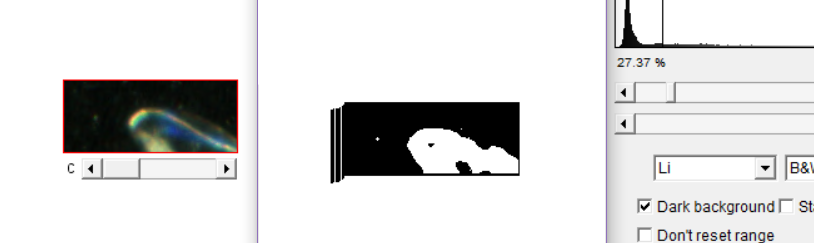 27.37 %
C
Li
B&W
Dark background
St
Don't reset range